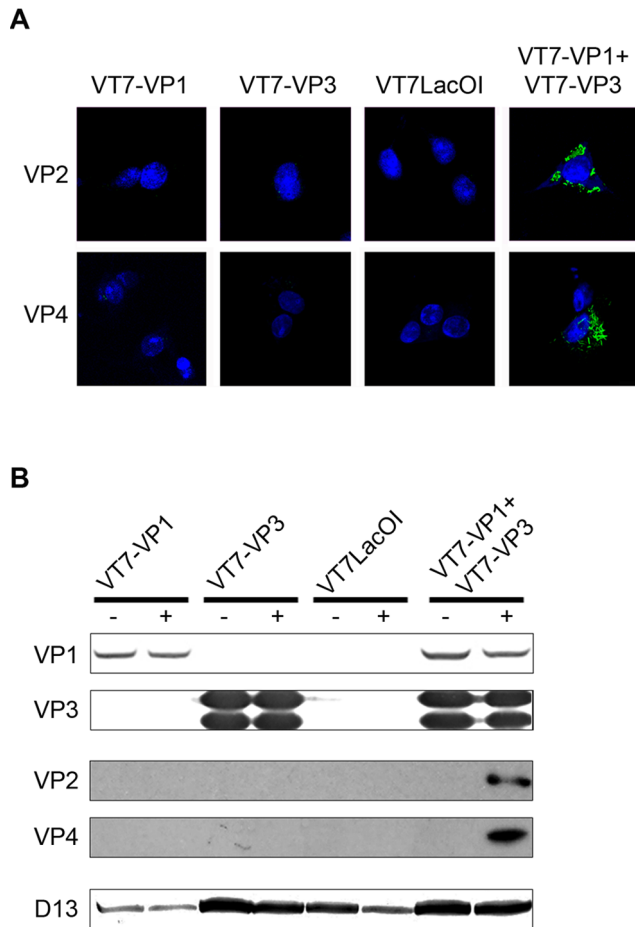 A
VT7-VP1 VT7-VP3 VT7LacOI VT7-VP1+
VT7-VP3
VP2
VP4
B
VT7-VP1 VT7-VP3 VT7LacOI VT7-VP1+
VT7-VP3
- + - + - + - +
VP1
VP3
VP2
VP4
D13